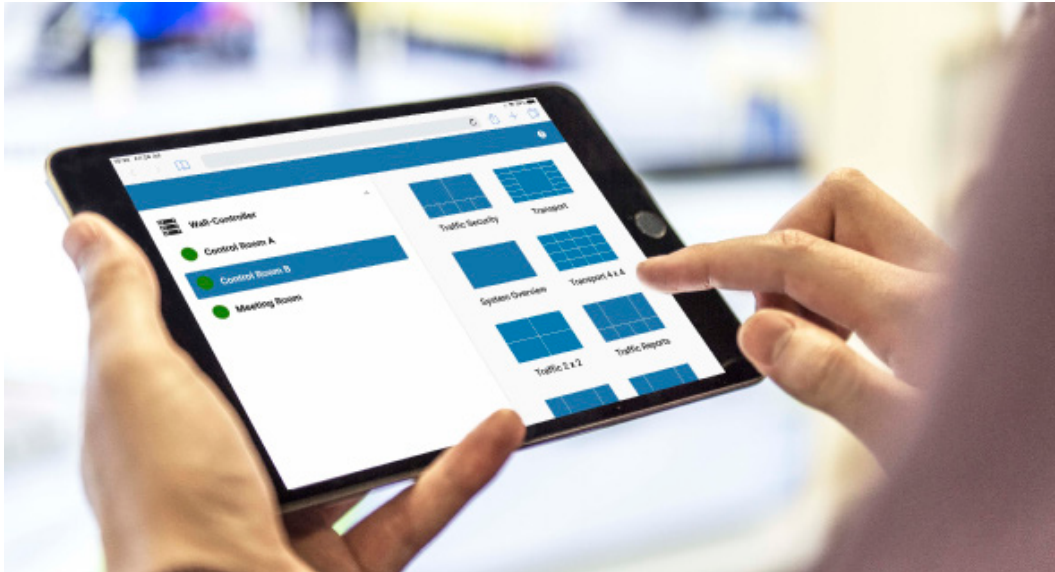 Wall-Controller
Control Room A
Control Room B
Meeting Room
Traffic Security
Transport
System Overview
Transport 4 x 4
Traffic 2 x 2
Traffic Reports